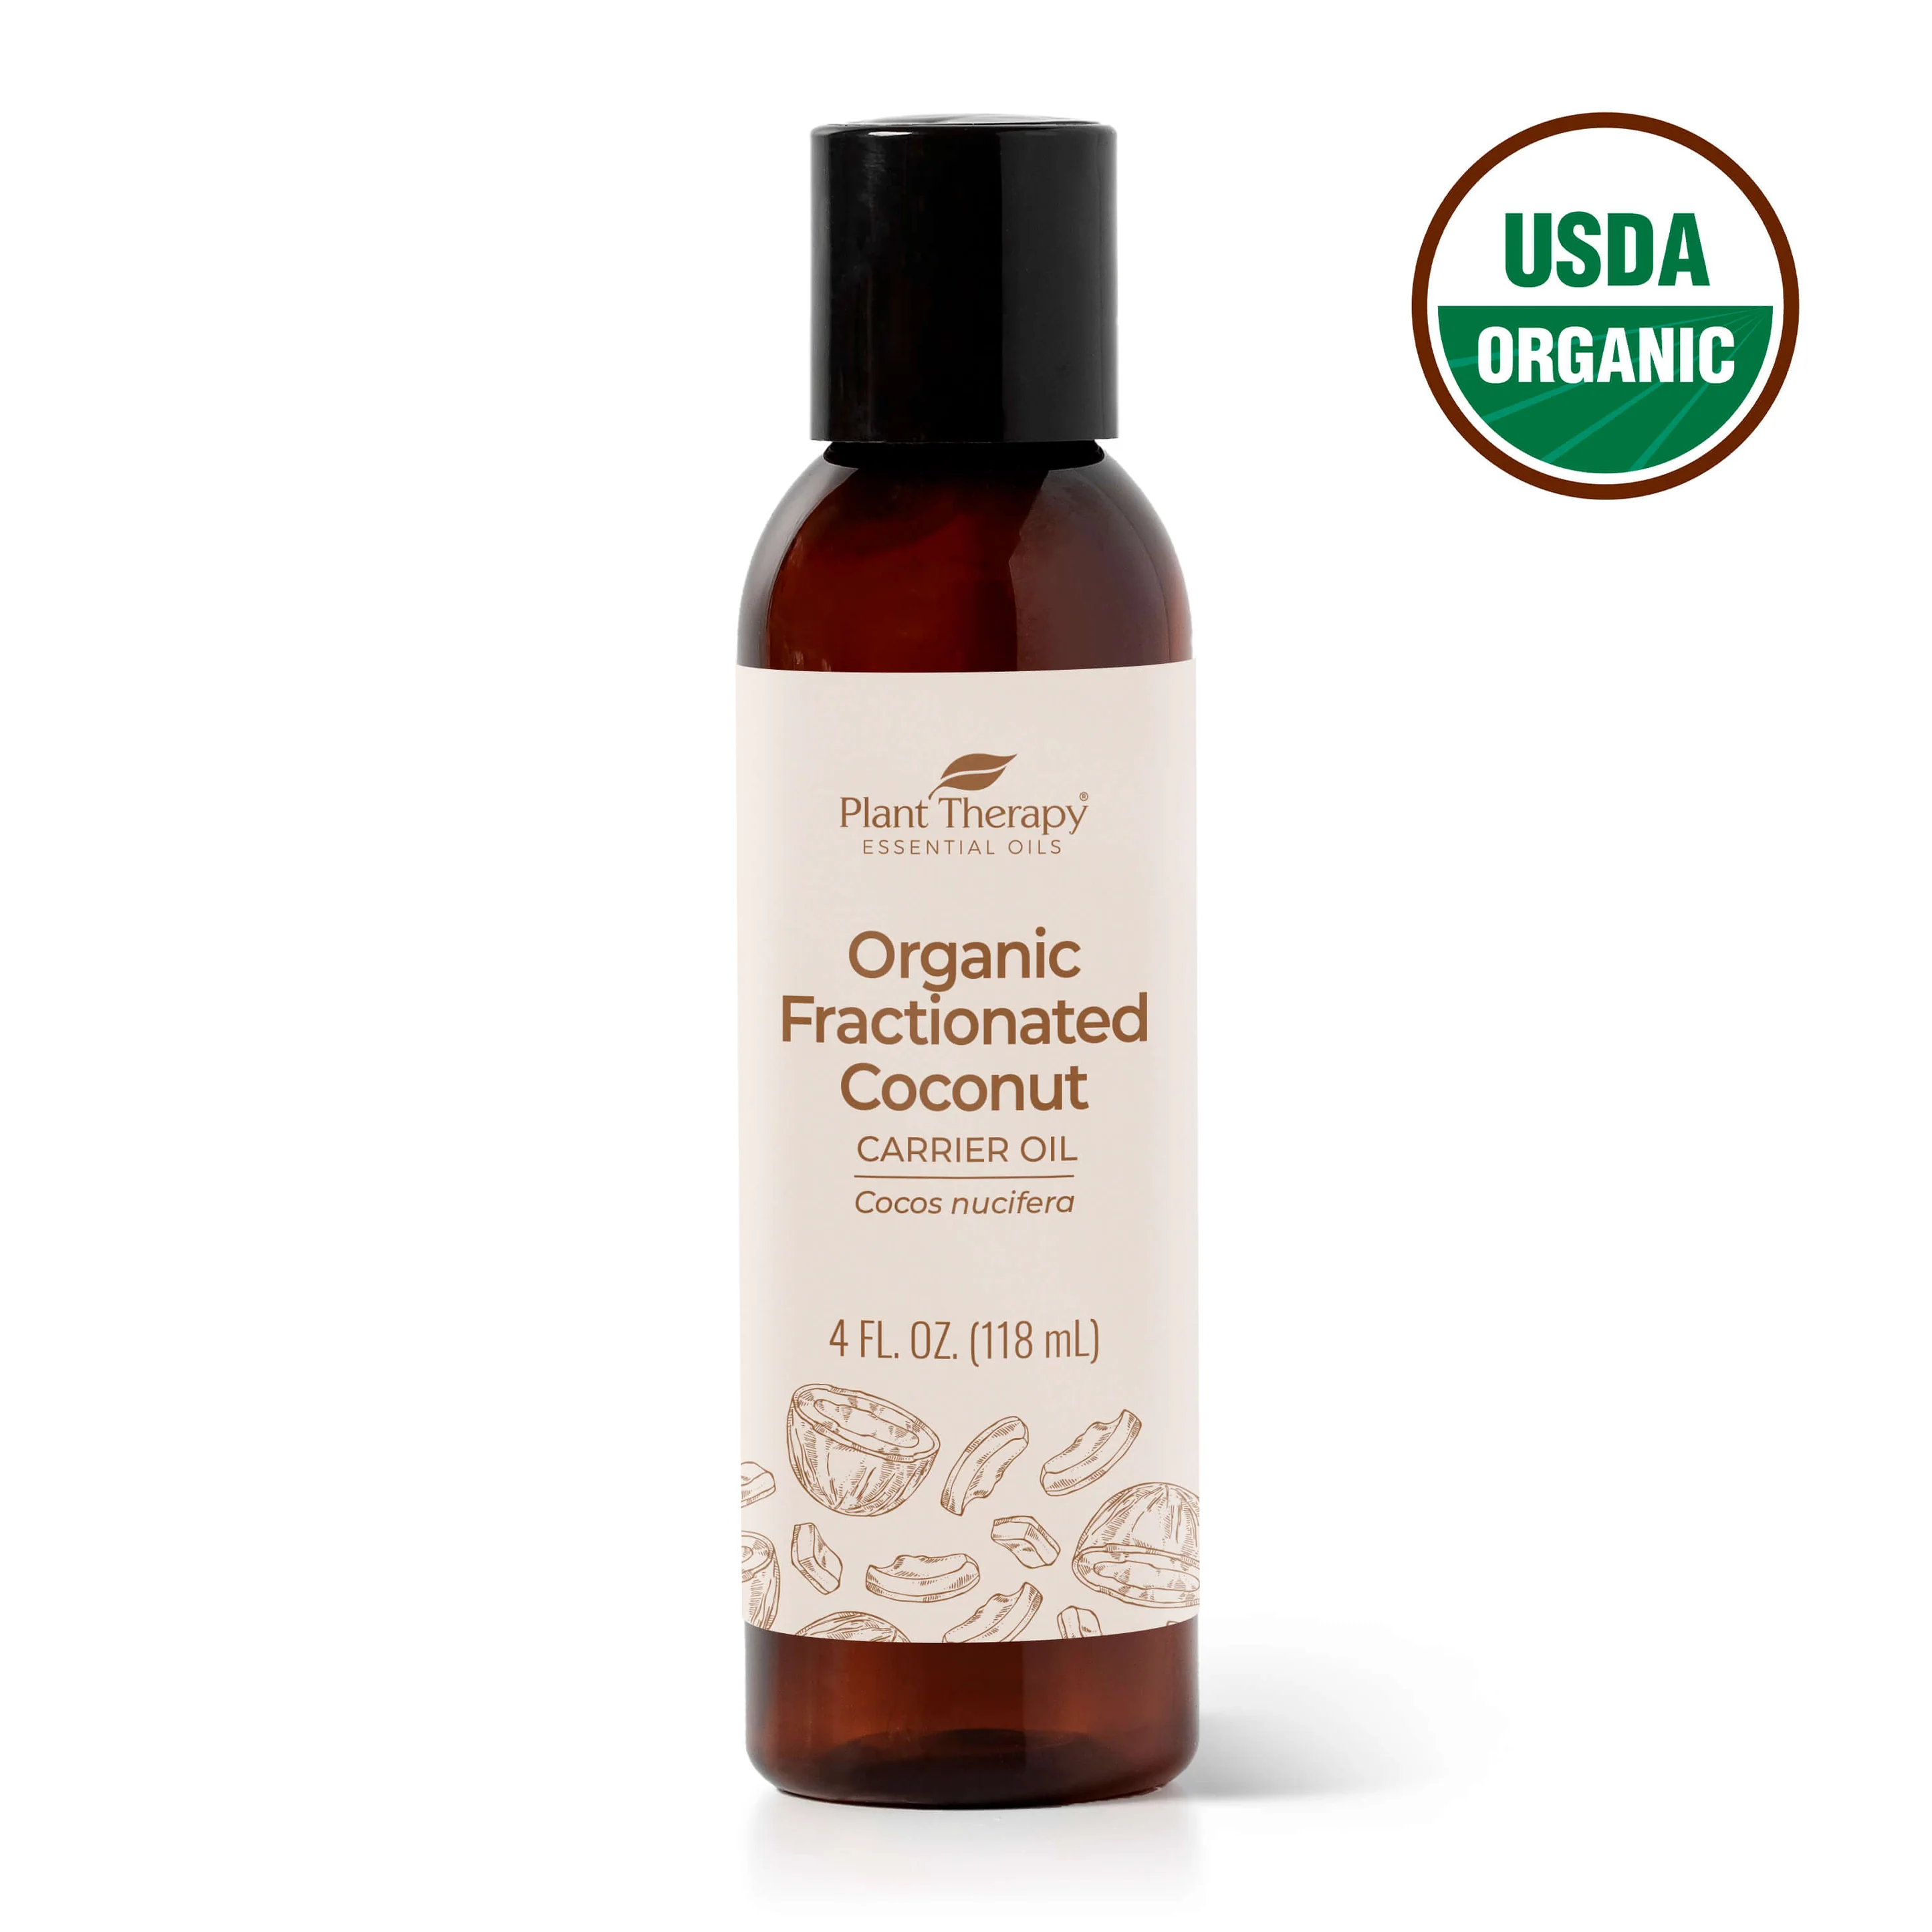 USDA
ORGANIC
Plant Therapy®
ESSENTIAL OILS
Organic
Fractionated
Coconut
CARRIER OIL
Cocos nucifera
4 FL. OZ. (118 mL)